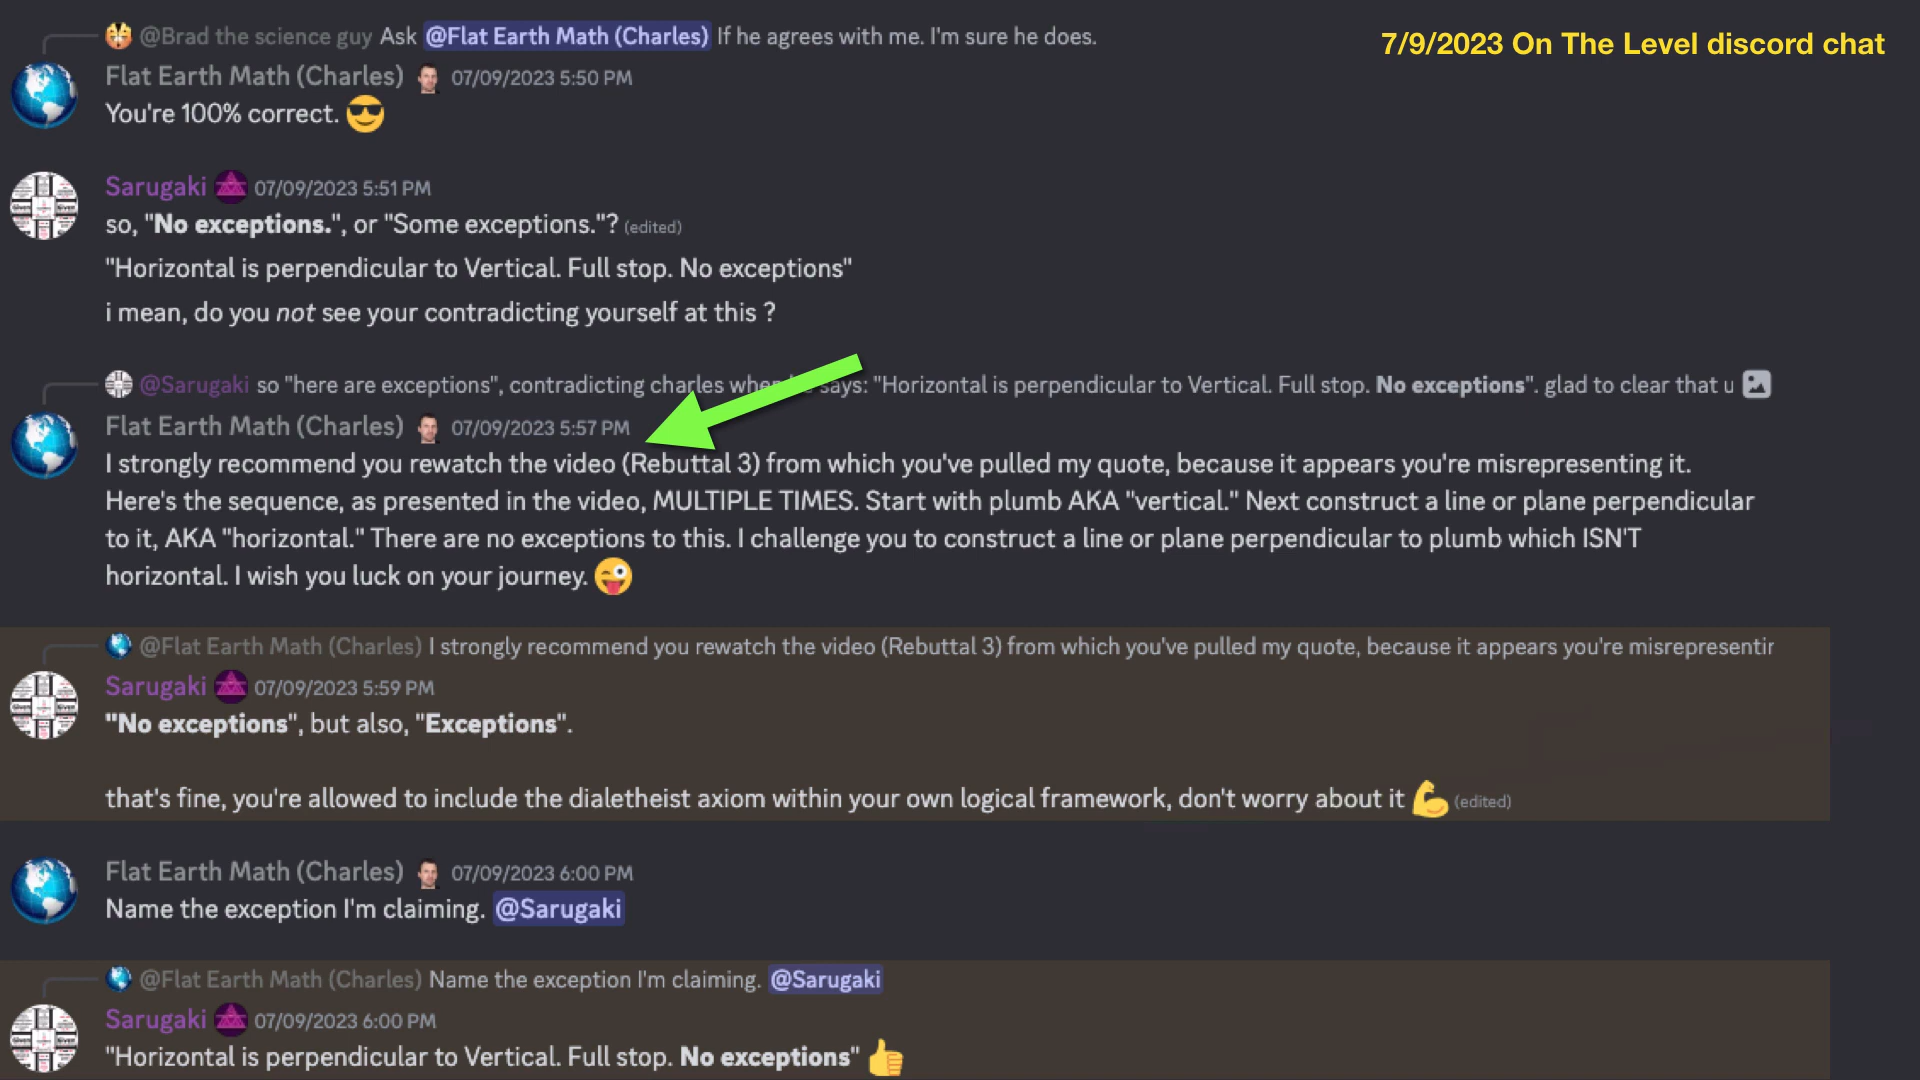 @Brad the science guy Ask @Flat Earth Math (Charles) If he agrees with me. I'm sure he does.
7/9/2023 On The Level discord chat
Flat Earth Math (Charles) 07/09/2023 5:50 PM
You're 100% correct. 😎
Sarugaki 07/09/2023 5:51 PM
so, "No exceptions.", or "Some exceptions."? (edited)
"Horizontal is perpendicular to Vertical. Full stop. No exceptions"
i mean, do you not see your contradicting yourself at this ?
@Sarugaki so "here are exceptions", contradicting charles when says: "Horizontal is perpendicular to Vertical. Full stop. No exceptions". glad to clear that u
Flat Earth Math (Charles) 07/09/2023 5:57 PM
I strongly recommend you rewatch the video (Rebuttal 3) from which you've pulled my quote, because it appears you're misrepresenting it.
Here's the sequence, as presented in the video, MULTIPLE TIMES. Start with plumb AKA "vertical." Next construct a line or plane perpendicular
to it, AKA "horizontal." There are no exceptions to this. I challenge you to construct a line or plane perpendicular to plumb which ISN'T
horizontal. I wish you luck on your journey. 😜
@Flat Earth Math (Charles) I strongly recommend you rewatch the video (Rebuttal 3) from which you've pulled my quote, because it appears you're misrepresentin
Sarugaki 07/09/2023 5:59 PM
"No exceptions", but also, "Exceptions".
that's fine, you're allowed to include the dialetheist axiom within your own logical framework, don't worry about it 💪 (edited)
Flat Earth Math (Charles) 07/09/2023 6:00 PM
Name the exception I'm claiming. @Sarugaki
@Flat Earth Math (Charles) Name the exception I'm claiming. @Sarugaki
Sarugaki 07/09/2023 6:00 PM
"Horizontal is perpendicular to Vertical. Full stop. No exceptions" 👍